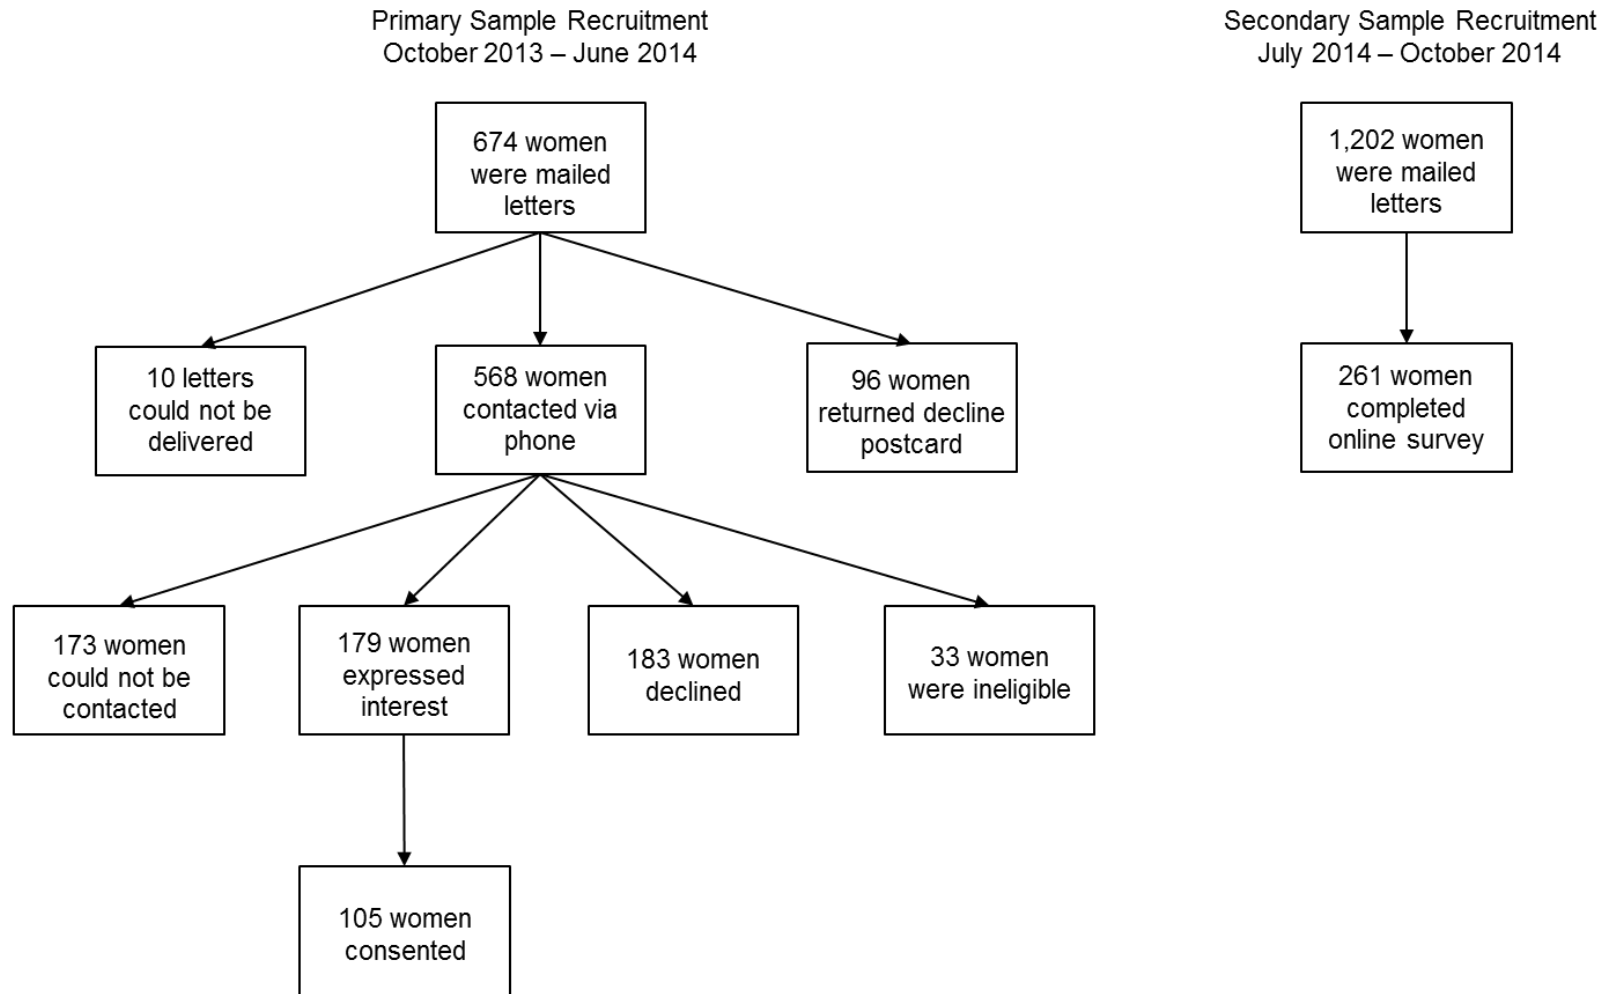 Primary Sample Recruitment
October 2013 – June 2014
Secondary Sample Recruitment
July 2014 – October 2014
674 women
were mailed
letters
1,202 women
were mailed
letters
10 letters
could not be
delivered
568 women
contacted via
phone
96 women
returned decline
postcard
261 women
completed
online survey
173 women
could not be
contacted
179 women
expressed
interest
183 women
declined
33 women
were ineligible
105 women
consented